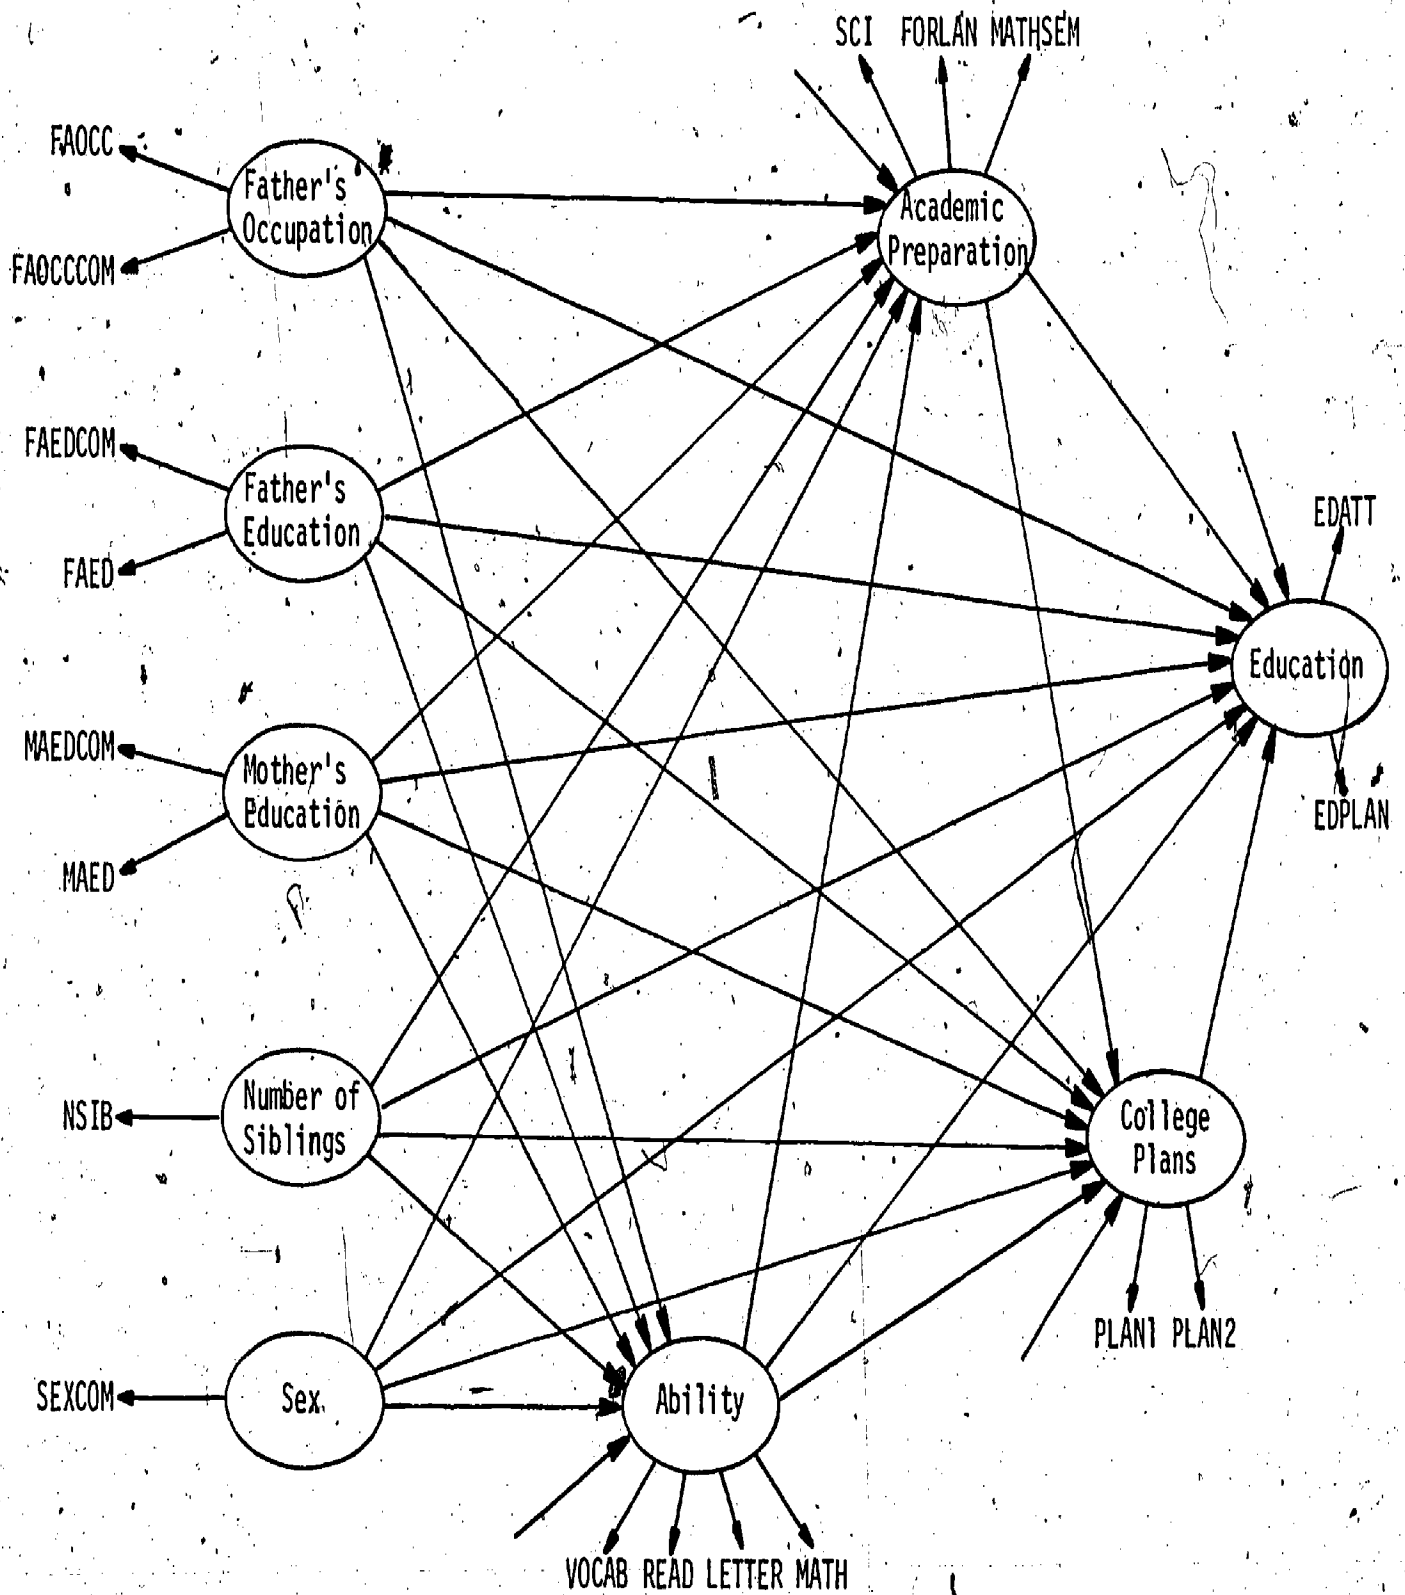 SCI FORLAN MATHSEM
FAOCC
Father's
Occupation
FAOCCCOM
Academic
Preparation
FAEDCOM
Father's
Education
FAED
EDATT
Education
EDPLAN
MAEDCOM
Mother's
Education
MAED
Number of
Siblings
NSIB
College
Plans
PLAN1 PLAN2
SEXCOM
Sex
Ability
VOCAB READ LETTER MATH